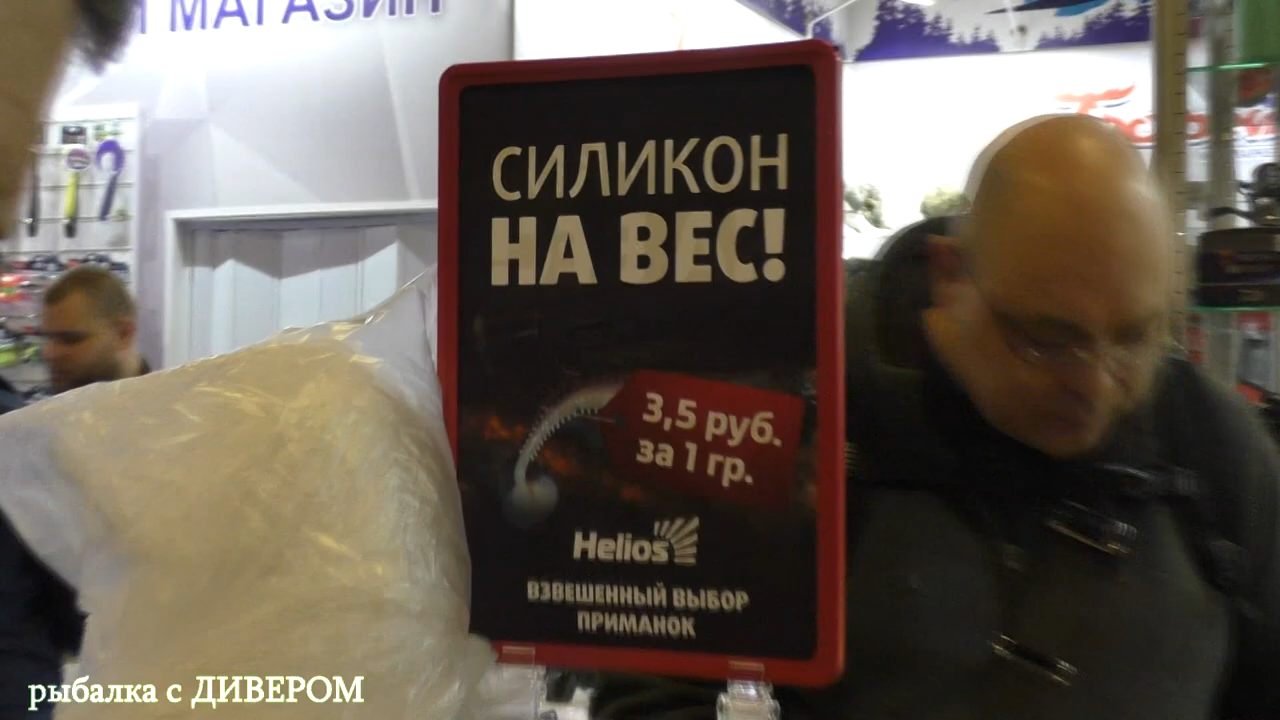 МАГАЗИН
СИЛИКОН
НА ВЕС!
3,5 руб.
за 1 гр.
Helios
ВЗВЕШЕННЫЙ ВЫБОР
ПРИМАНОК
рыбалка с ДИВЕРОМ